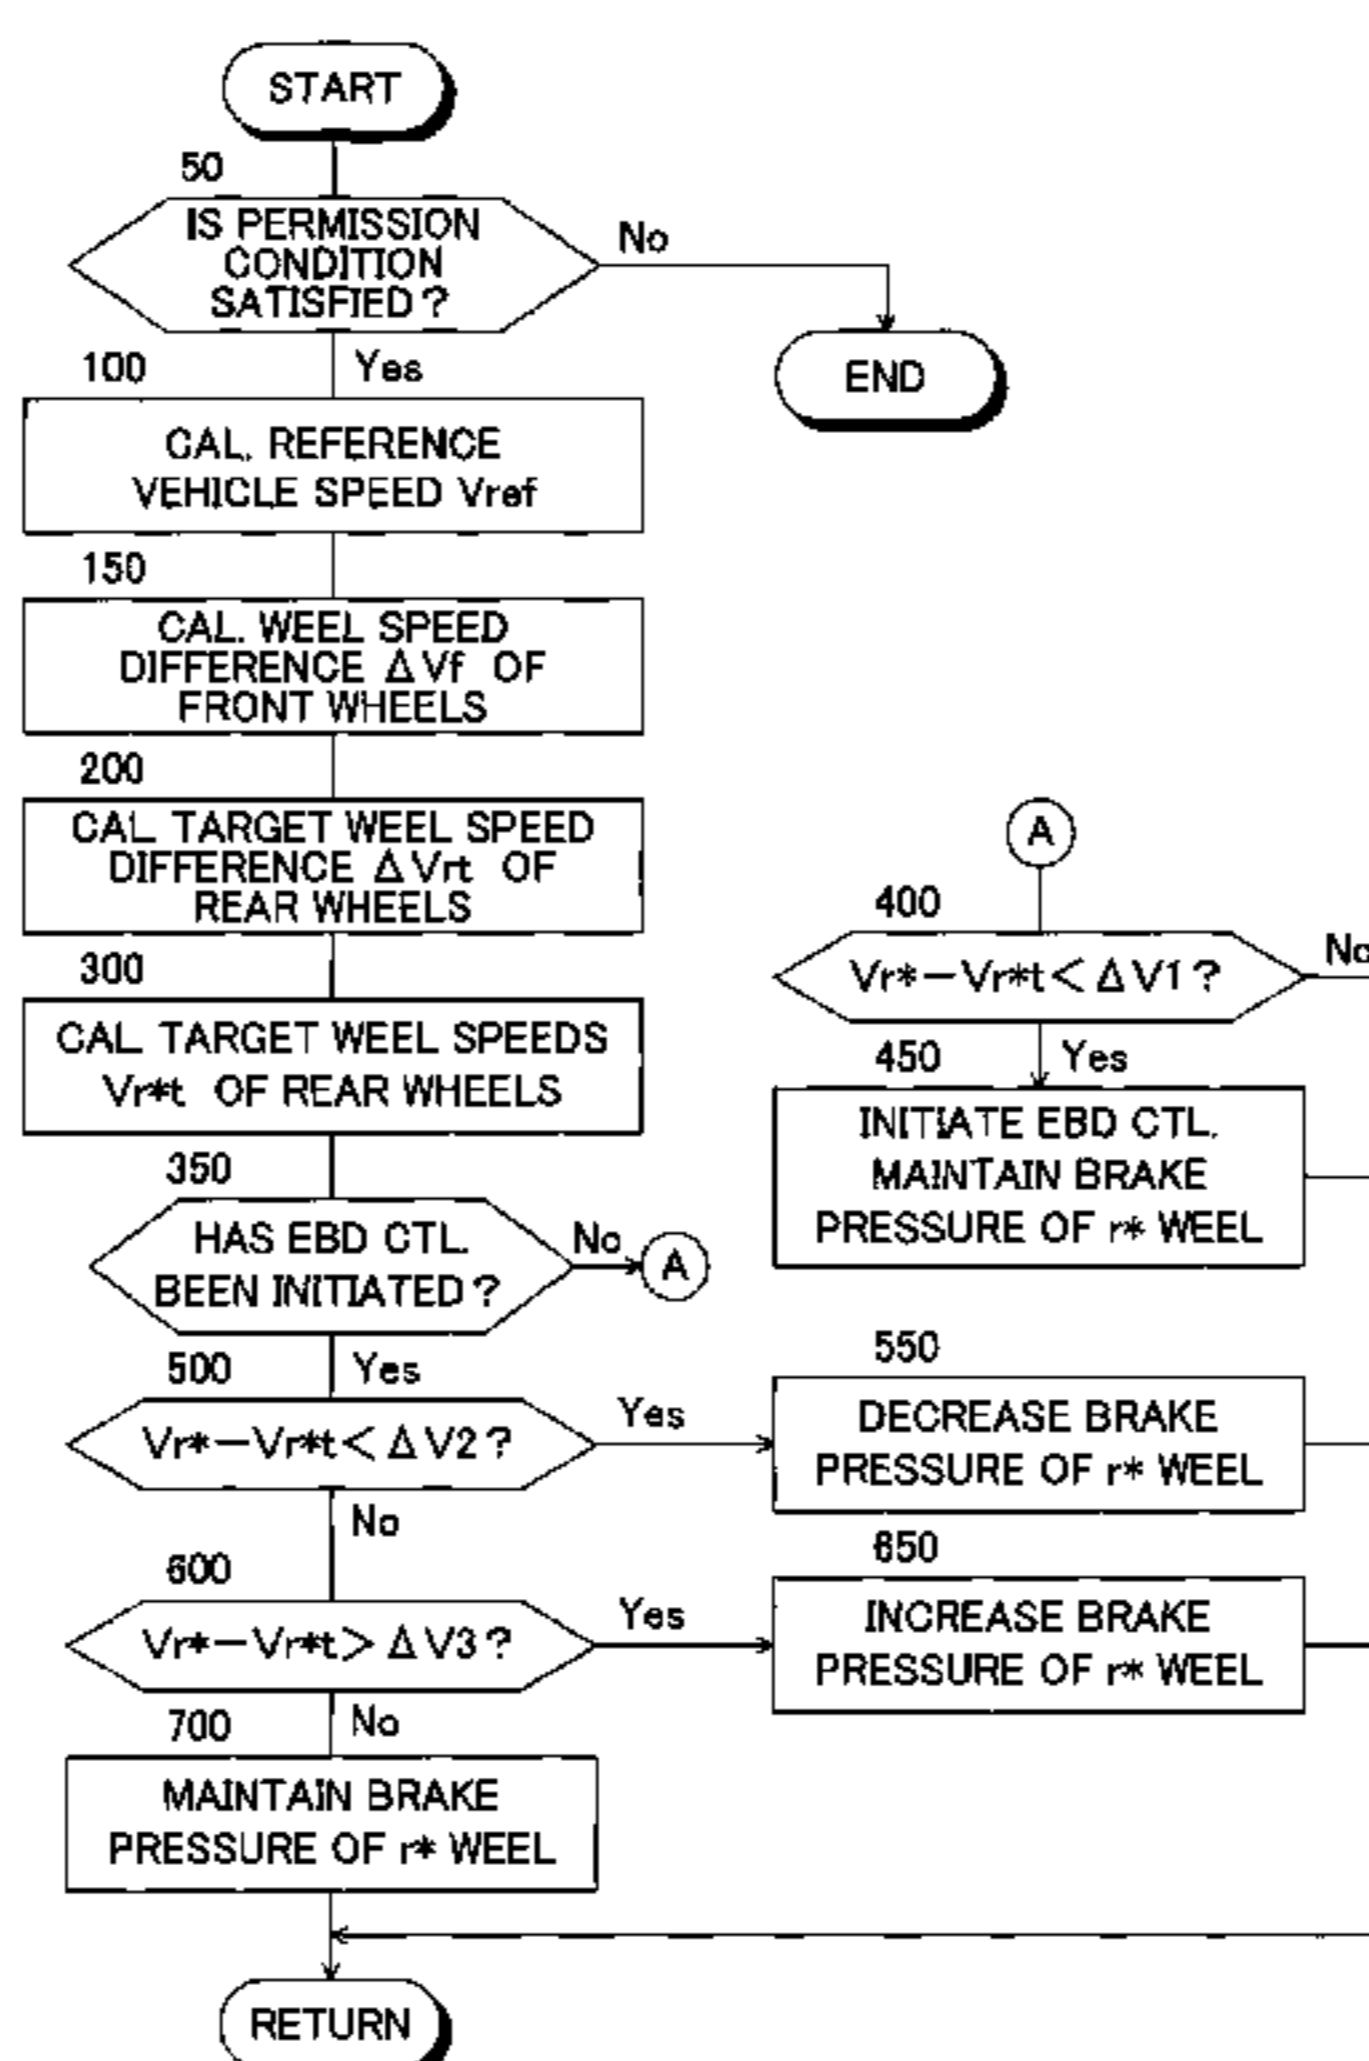 START
50
IS PERMISSION
CONDITION
SATISFIED?
No
END
100
Yes
CAL. REFERENCE
VEHICLE SPEED Vref
150
CAL. WEEL SPEED
DIFFERENCE ΔVf OF
FRONT WHEELS
200
CAL. TARGET WEEL SPEED
DIFFERENCE ΔVrt OF
REAR WHEELS
300
CAL. TARGET WEEL SPEEDS
Vr*t OF REAR WHEELS
350
HAS EBD CTL.
BEEN INITIATED?
No
A
500
Yes
Vr*-Vr*t<ΔV2?
Yes
No
600
Vr*-Vr*t>ΔV3?
Yes
700
No
MAINTAIN BRAKE
PRESSURE OF r* WEEL
RETURN
A
400
Vr*-Vr*t<ΔV1?
No
450
Yes
INITIATE EBD CTL.
MAINTAIN BRAKE
PRESSURE OF r* WEEL
550
DECREASE BRAKE
PRESSURE OF r* WEEL
650
INCREASE BRAKE
PRESSURE OF r* WEEL